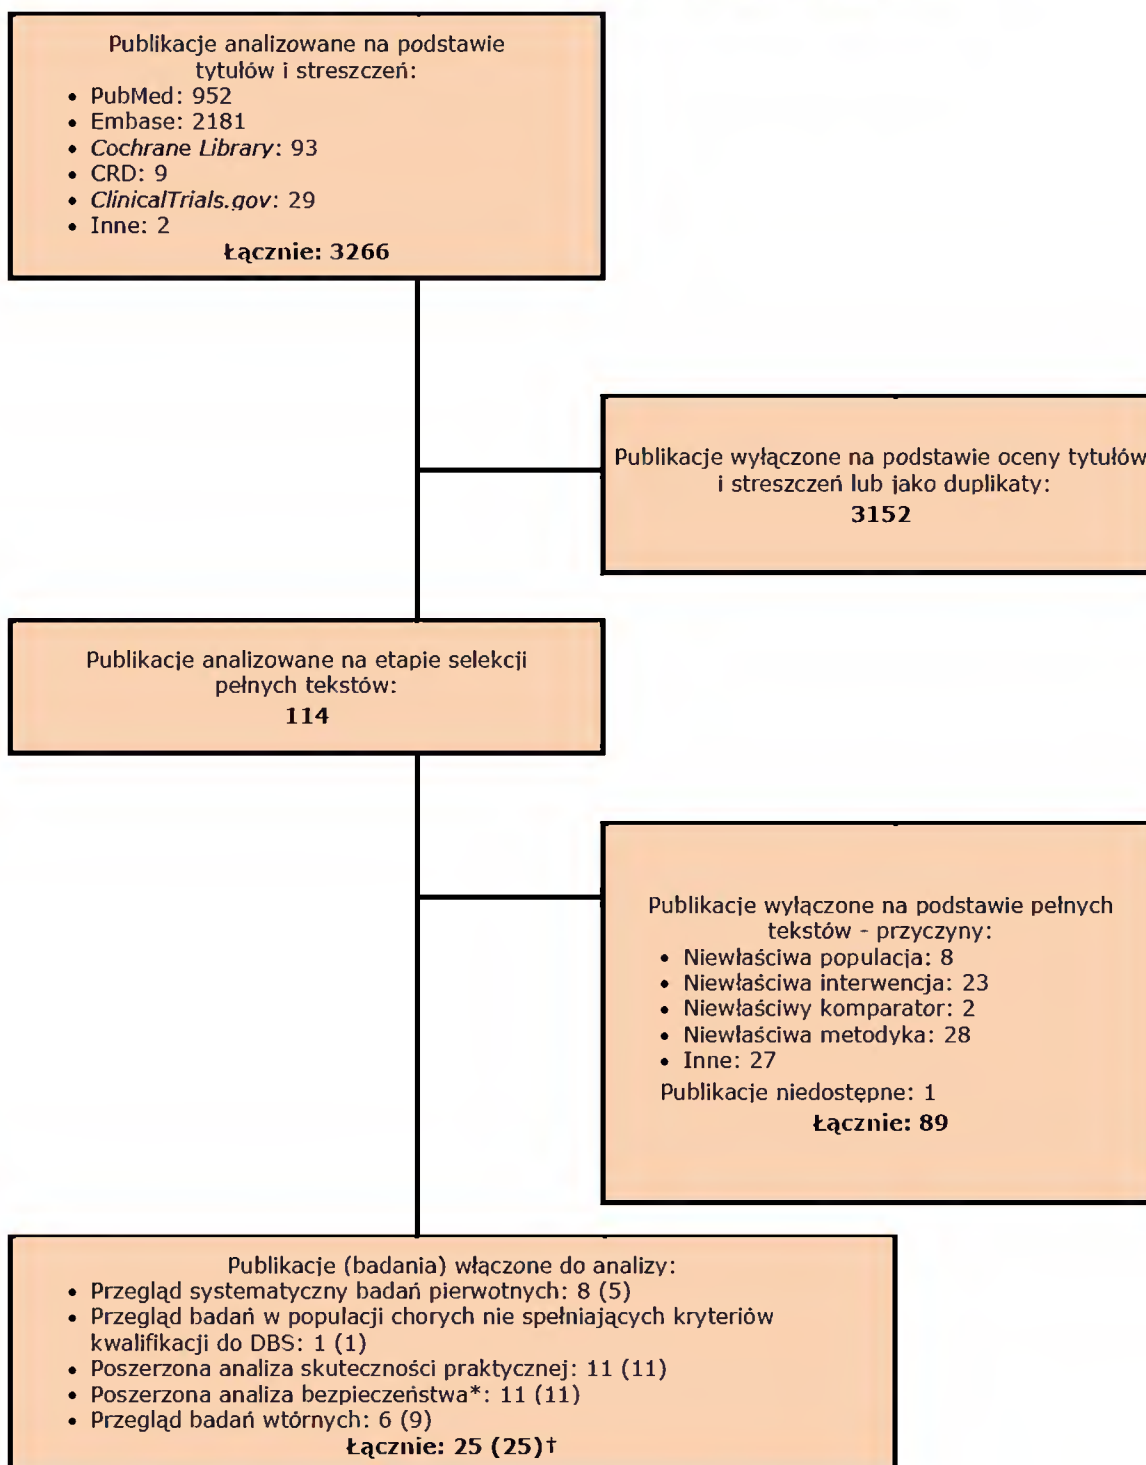 Publikacje analizowane na podstawie
tytułów i streszczeń:
• PubMed: 952
• Embase: 2181
• Cochrane Library: 93
• CRD: 9
• ClinicalTrials.gov: 29
• Inne: 2
Łącznie: 3266
Publikacje wyłączone na podstawie oceny tytułów
i streszczeń lub jako duplikaty:
3152
Publikacje analizowane na etapie selekcji
pełnych tekstów:
114
Publikacje wyłączone na podstawie pełnych
tekstów - przyczyny:
• Niewłaściwa populacja: 8
• Niewłaściwa interwencja: 23
• Niewłaściwy komparator: 2
• Niewłaściwa metodyka: 28
• Inne: 27
Publikacje niedostępne: 1
Łącznie: 89
Publikacje (badania) włączone do analizy:
• Przegląd systematyczny badań pierwotnych: 8 (5)
• Przegląd badań w populacji chorych nie spełniających kryteriów
kwalifikacji do DBS: 1 (1)
• Poszerzona analiza skuteczności praktycznej: 11 (11)
• Poszerzona analiza bezpieczeństwa*: 11 (11)
• Przegląd badań wtórnych: 6 (9)
Łącznie: 25 (25)†